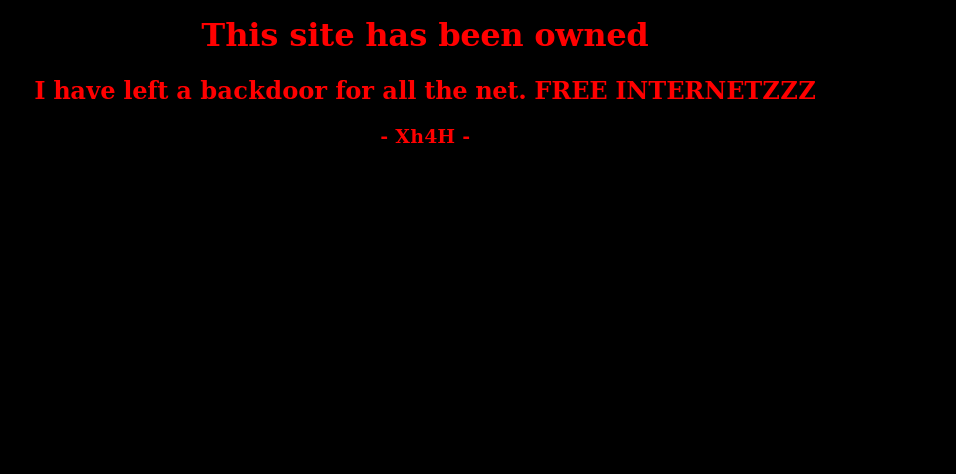 This site has been owned
I have left a backdoor for all the net. FREE INTERNETZZZ
- Xh4H -